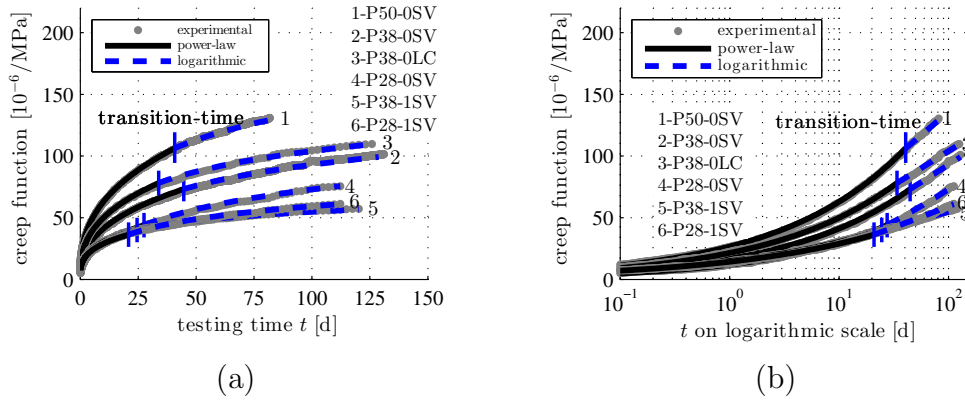 200
150
100
50
0
creep function [10⁻⁶/MPa]
experimental
power-law
logarithmic
1-P50-0SV
2-P38-0SV
3-P38-0LC
4-P28-0SV
5-P38-1SV
6-P28-1SV
transition-time
1
3
2
4
6
5
0 25 50 75 100 125 150
testing time t [d]
(a)
200
150
100
50
0
creep function [10⁻⁶/MPa]
experimental
power-law
logarithmic
1-P50-0SV
2-P38-0SV
3-P38-0LC
4-P28-0SV
5-P38-1SV
6-P28-1SV
transition-time
1
4
6
10⁻¹ 10⁰ 10¹ 10²
t on logarithmic scale [d]
(b)